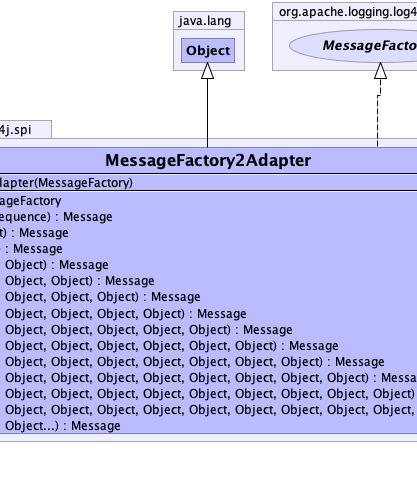 java.lang
Object
org.apache.logging.log4
MessageFacto
4j.spi
MessageFactory2Adapter
dapter(MessageFactory)
ageFactory
equence) : Message
t) : Message
: Message
Object) : Message
Object, Object) : Message
Object, Object, Object) : Message
Object, Object, Object, Object) : Message
Object, Object, Object, Object, Object) : Message
Object, Object, Object, Object, Object, Object) : Message
Object, Object, Object, Object, Object, Object, Object) : Message
Object, Object, Object, Object, Object, Object, Object, Object) : Messa
Object, Object, Object, Object, Object, Object, Object, Object, Object)
Object, Object, Object, Object, Object, Object, Object, Object, Object,
Object...) : Message